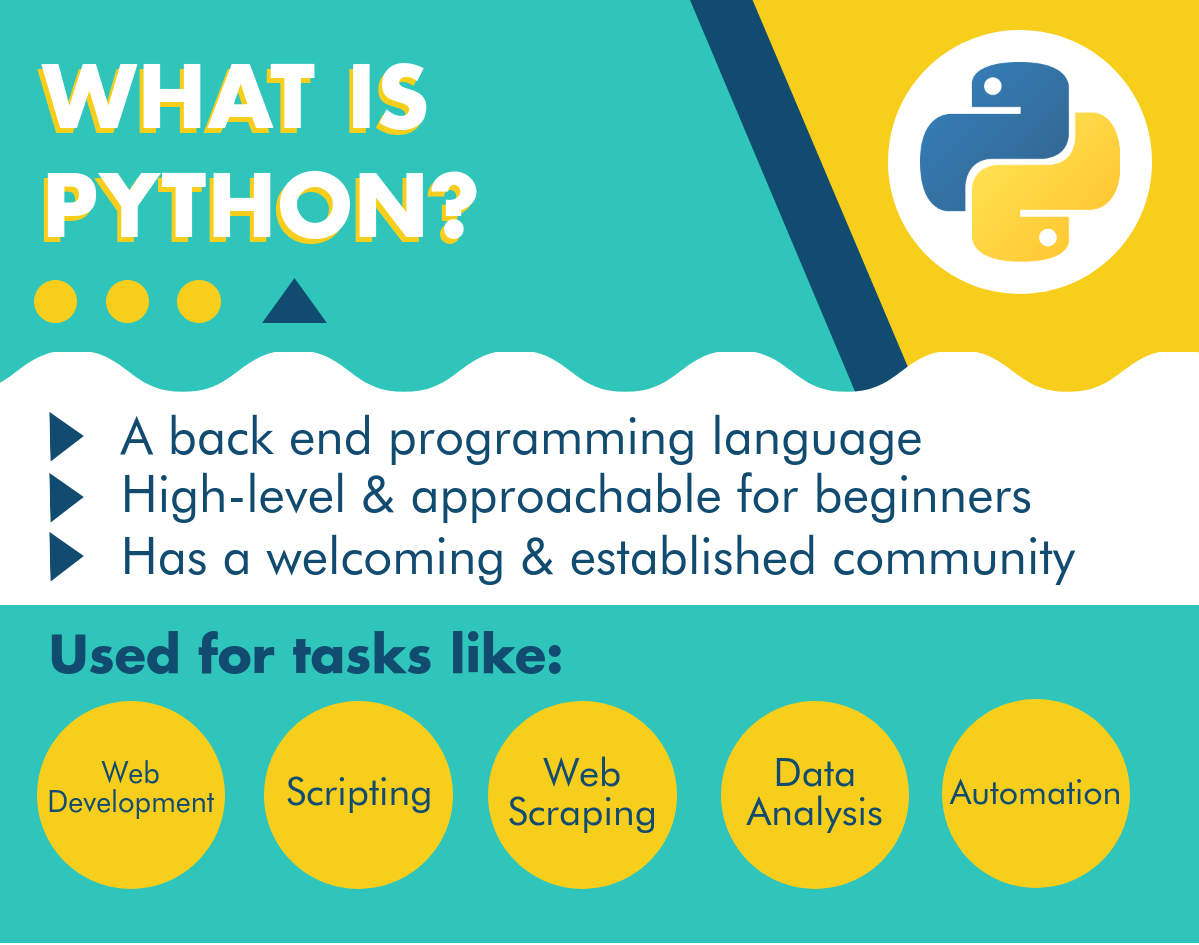 WHAT IS
PYTHON?
A back end programming language
High-level & approachable for beginners
Has a welcoming & established community
Used for tasks like:
Web
Development
Scripting
Web
Scraping
Data
Analysis
Automation